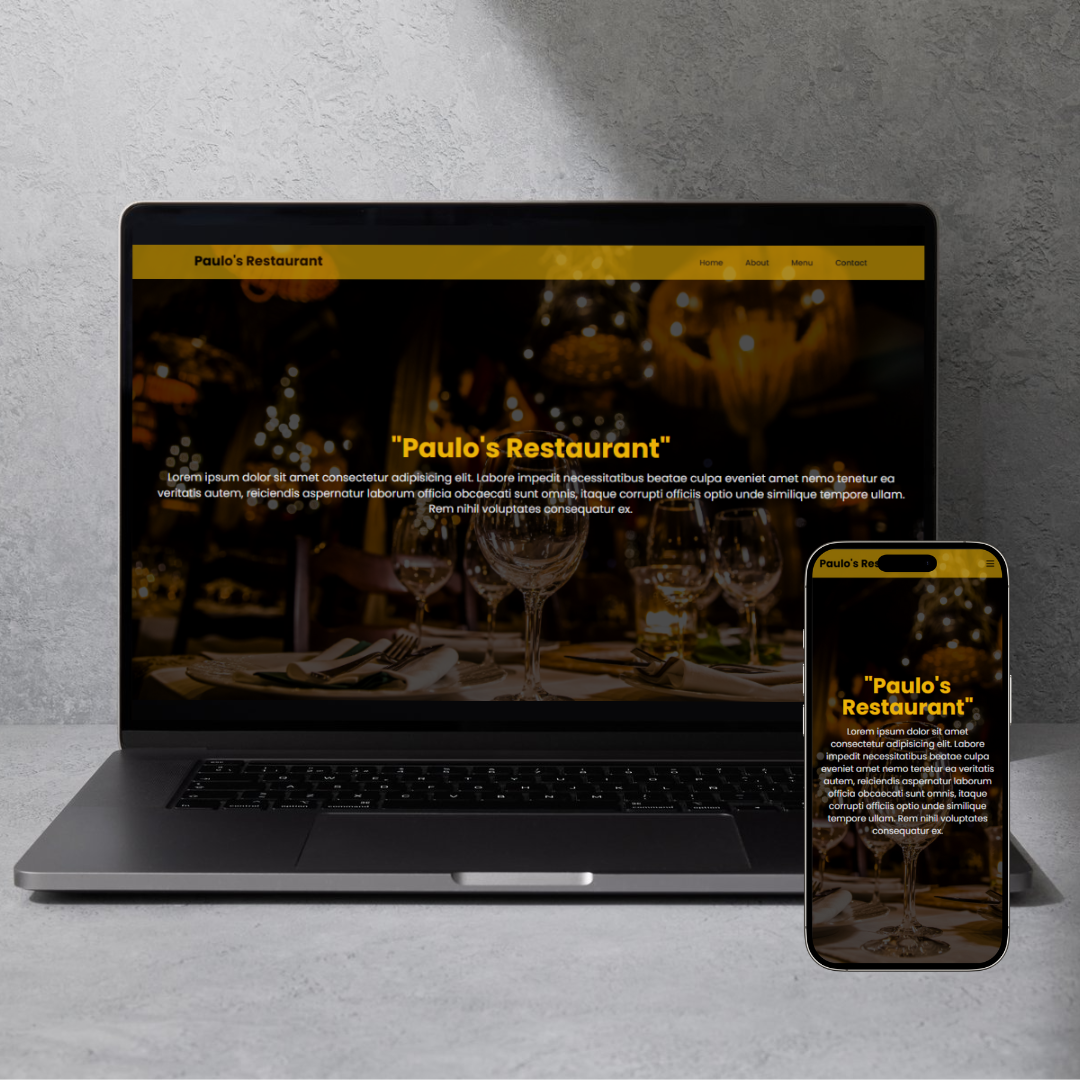 Paulo's Restaurant
Home About Menu Contact
"Paulo's Restaurant"
Lorem ipsum dolor sit amet consectetur adipisicing elit. Labore impedit necessitatibus beatae culpa eveniet amet nemo tenetur ea
veritatis autem, reiciendis aspernatur laborum officia obcaecati sunt omnis, itaque corrupti officiis optio unde similique tempore ullam.
Rem nihil voluptates consequatur ex.
Paulo's Res
"Paulo's
Restaurant"
Lorem ipsum dolor sit amet
consectetur adipisicing elit. Labore
impedit necessitatibus beatae culpa
eveniet amet nemo tenetur ea veritatis
autem, reiciendis aspernatur laborum
officia obcaecati sunt omnis, itaque
corrupti officiis optio unde similique
tempore ullam. Rem nihil voluptates
consequatur ex.